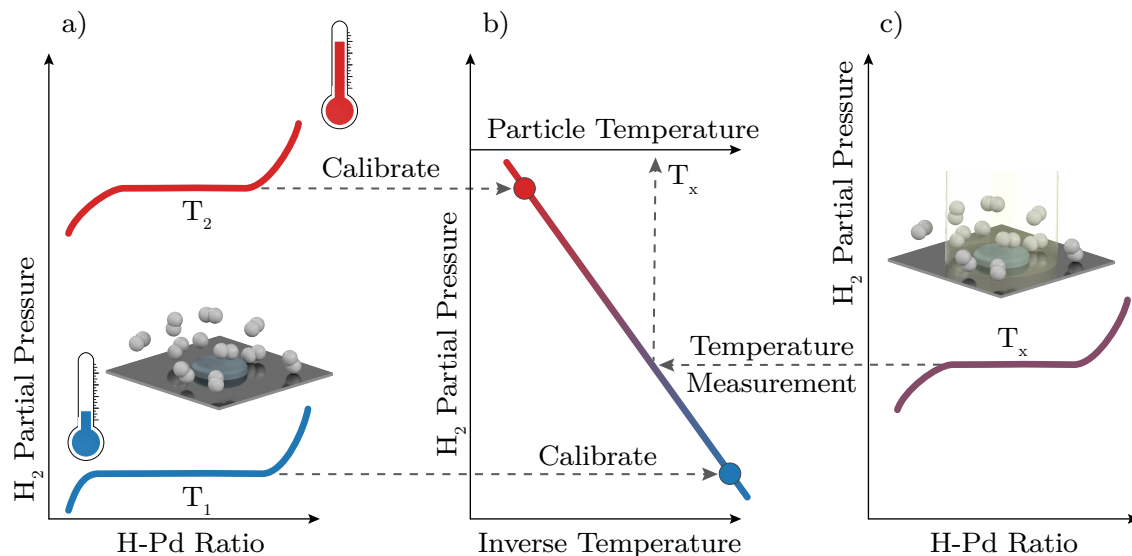 a)
H₂ Partial Pressure
T₂
T₁
H-Pd Ratio
b)
Particle Temperature
Calibrate
Tₓ
H₂ Partial Pressure
Calibrate
Inverse Temperature
c)
H₂ Partial Pressure
Tₓ
Temperature
Measurement
H-Pd Ratio